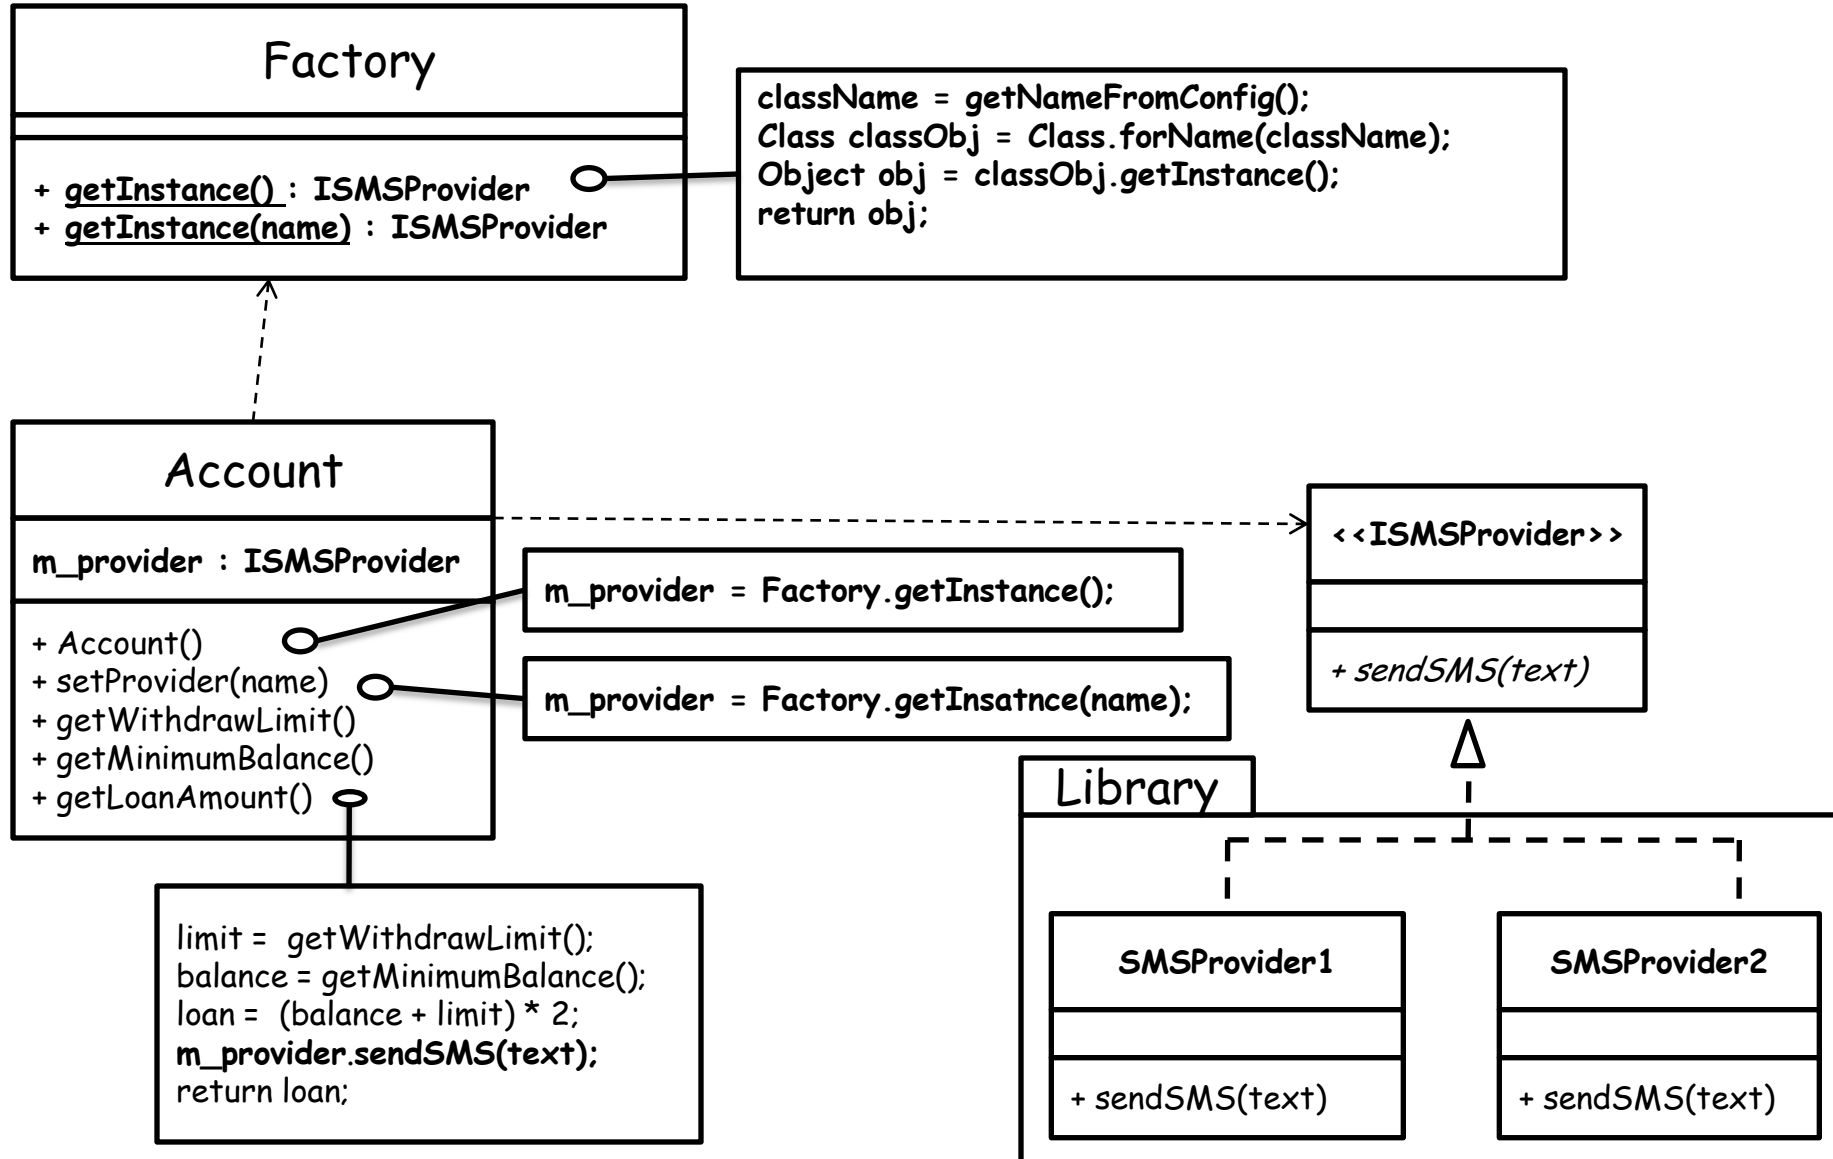 Factory
+ getInstance() : ISMSProvider
+ getInstance(name) : ISMSProvider
className = getNameFromConfig();
Class classObj = Class.forName(className);
Object obj = classObj.getInstance();
return obj;
Account
m_provider : ISMSProvider
+ Account()
+ setProvider(name)
+ getWithdrawLimit()
+ getMinimumBalance()
+ getLoanAmount()
m_provider = Factory.getInstance();
m_provider = Factory.getInsatnce(name);
<<ISMSProvider>>
+ sendSMS(text)
limit = getWithdrawLimit();
balance = getMinimumBalance();
loan = (balance + limit) * 2;
m_provider.sendSMS(text);
return loan;
Library
SMSProvider1
+ sendSMS(text)
SMSProvider2
+ sendSMS(text)